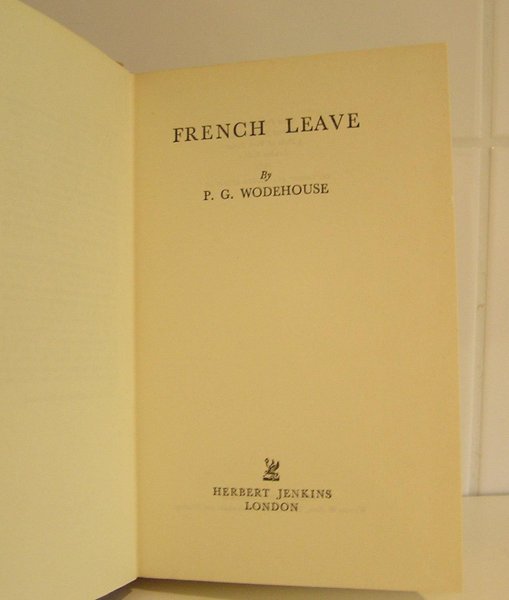 FRENCH LEAVE
By
P. G. WODEHOUSE
HERBERT JENKINS
LONDON